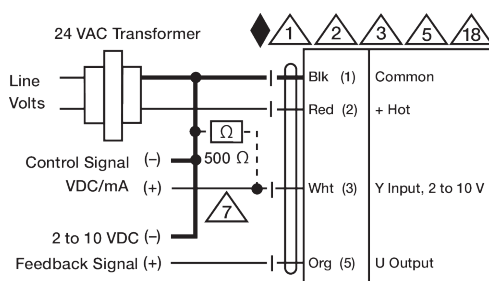 24 VAC Transformer
1 2 3 5 18
Line
Volts
Blk (1) Common
Red (2) + Hot
Ω
500 Ω
Control Signal (-)
VDC/mA (+)
Wht (3) Y Input, 2 to 10 V
7
2 to 10 VDC (-)
Feedback Signal (+)
Org (5) U Output